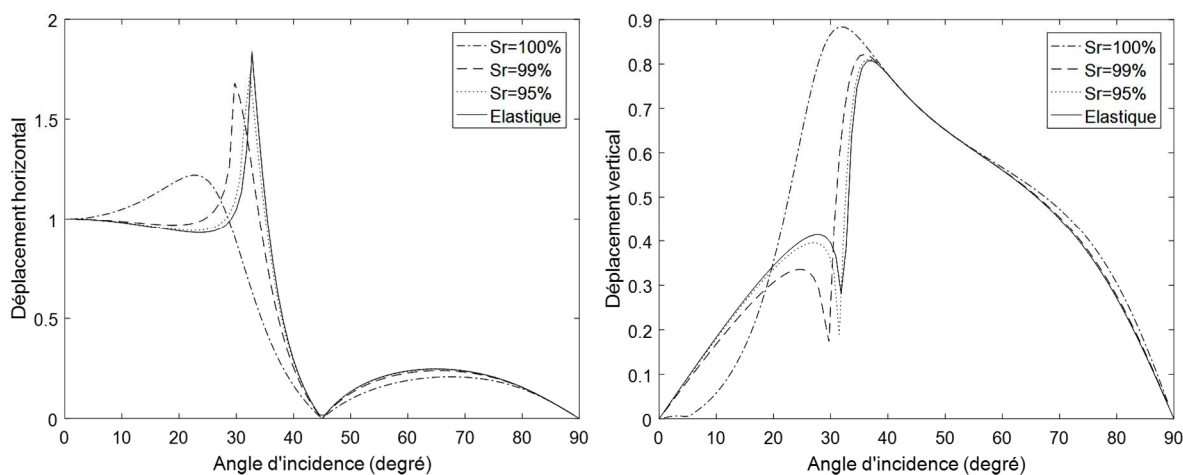 Déplacement horizontal
2
1.5
1
0.5
0
0 10 20 30 40 50 60 70 80 90
Angle d'incidence (degré)
Sr=100%
Sr=99%
Sr=95%
Elastique
Déplacement vertical
0.9
0.8
0.7
0.6
0.5
0.4
0.3
0.2
0.1
0
0 10 20 30 40 50 60 70 80 90
Angle d'incidence (degré)
Sr=100%
Sr=99%
Sr=95%
Elastique